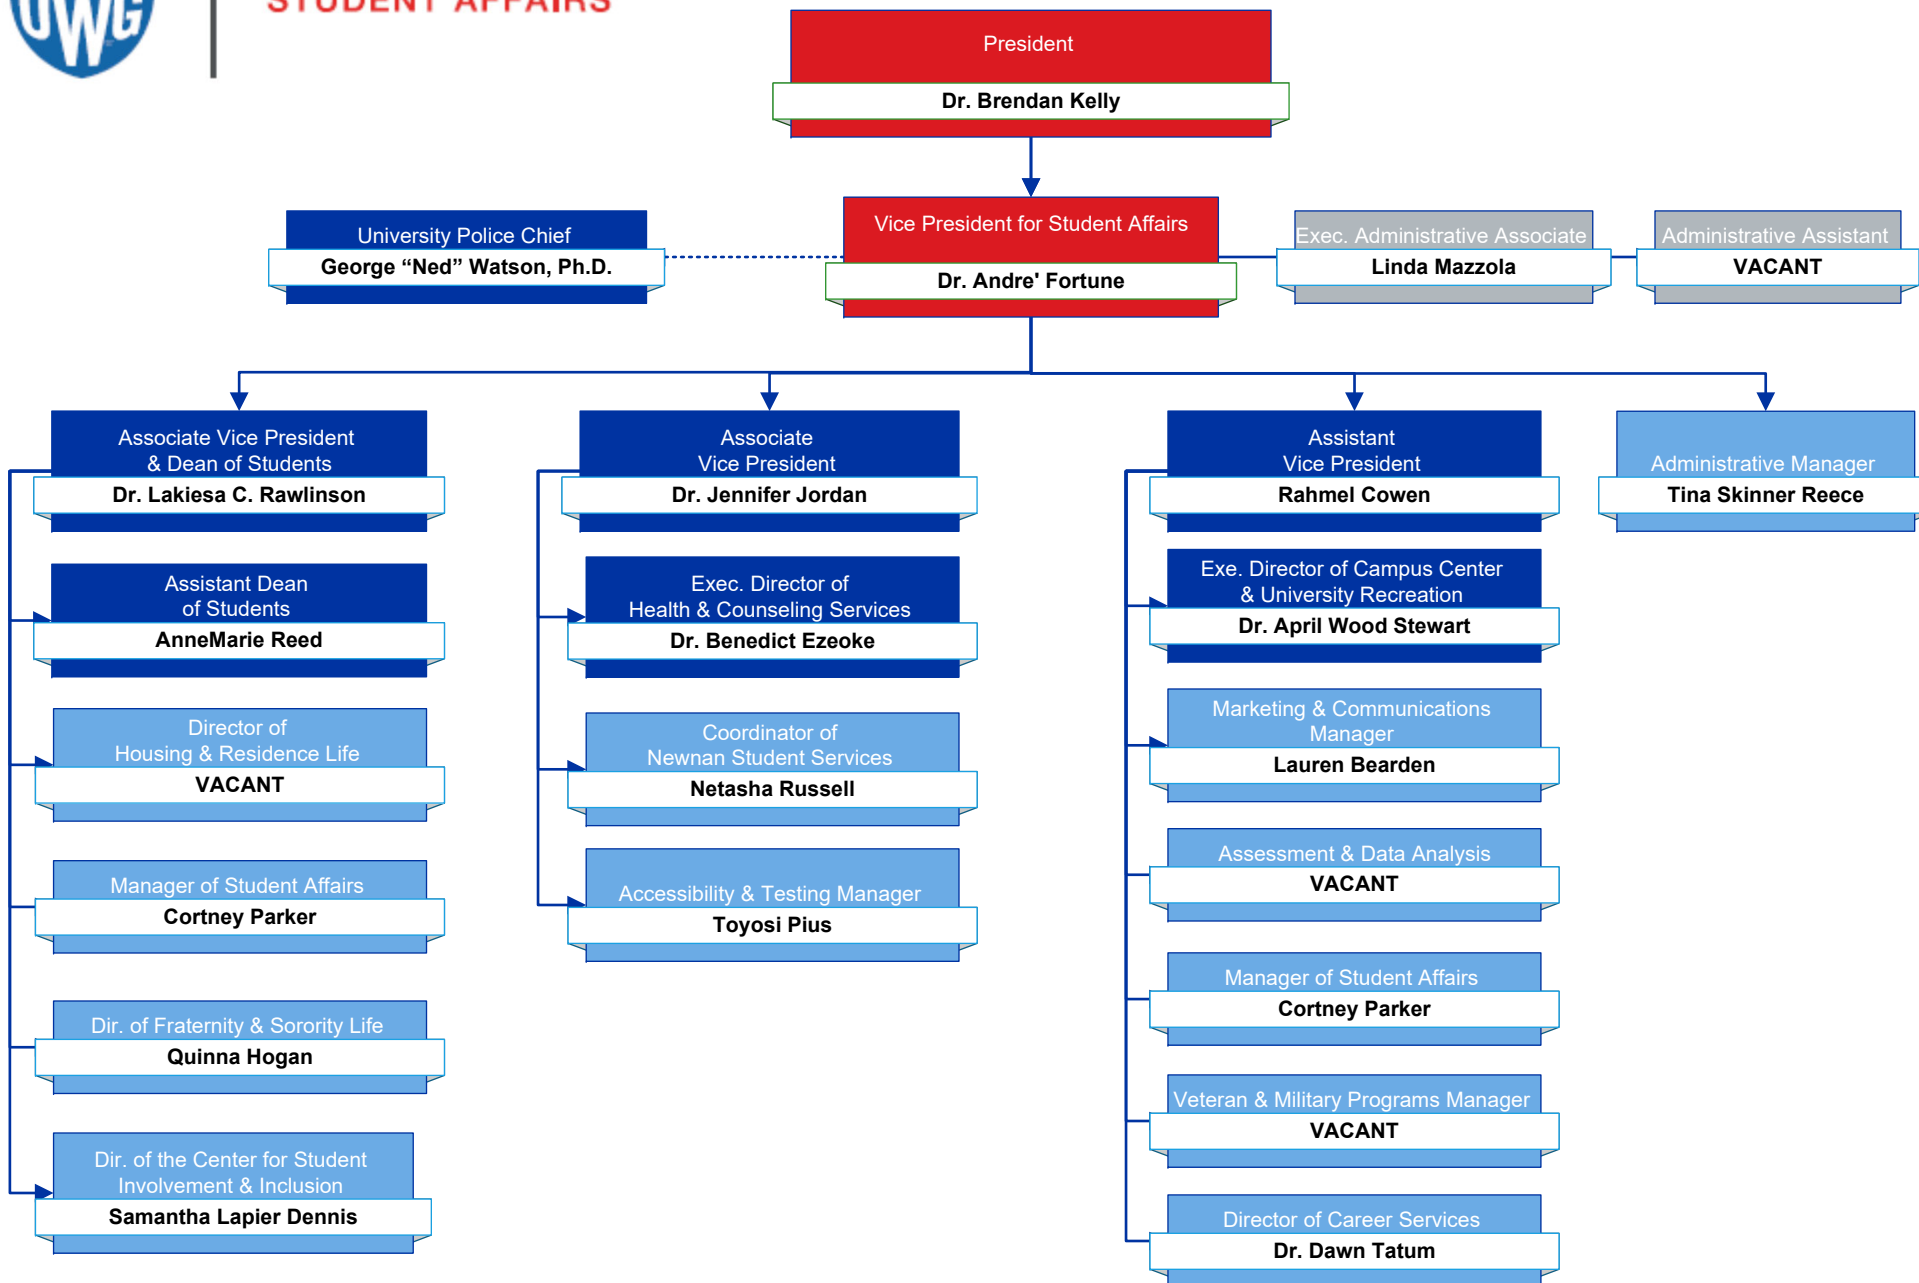 UWG
STUDENT AFFAIRS
President
Dr. Brendan Kelly
University Police Chief
George “Ned” Watson, Ph.D.
Vice President for Student Affairs
Dr. Andre' Fortune
Exec. Administrative Associate
Linda Mazzola
Administrative Assistant
VACANT
Associate Vice President
& Dean of Students
Dr. Lakiesa C. Rawlinson
Assistant Dean
of Students
AnneMarie Reed
Director of
Housing & Residence Life
VACANT
Manager of Student Affairs
Cortney Parker
Dir. of Fraternity & Sorority Life
Quinna Hogan
Dir. of the Center for Student
Involvement & Inclusion
Samantha Lapier Dennis
Associate
Vice President
Dr. Jennifer Jordan
Exec. Director of
Health & Counseling Services
Dr. Benedict Ezeoke
Coordinator of
Newnan Student Services
Netasha Russell
Accessibility & Testing Manager
Toyosi Pius
Assistant
Vice President
Rahmel Cowen
Exe. Director of Campus Center
& University Recreation
Dr. April Wood Stewart
Marketing & Communications
Manager
Lauren Bearden
Assessment & Data Analysis
VACANT
Manager of Student Affairs
Cortney Parker
Veteran & Military Programs Manager
VACANT
Director of Career Services
Dr. Dawn Tatum
Administrative Manager
Tina Skinner Reece